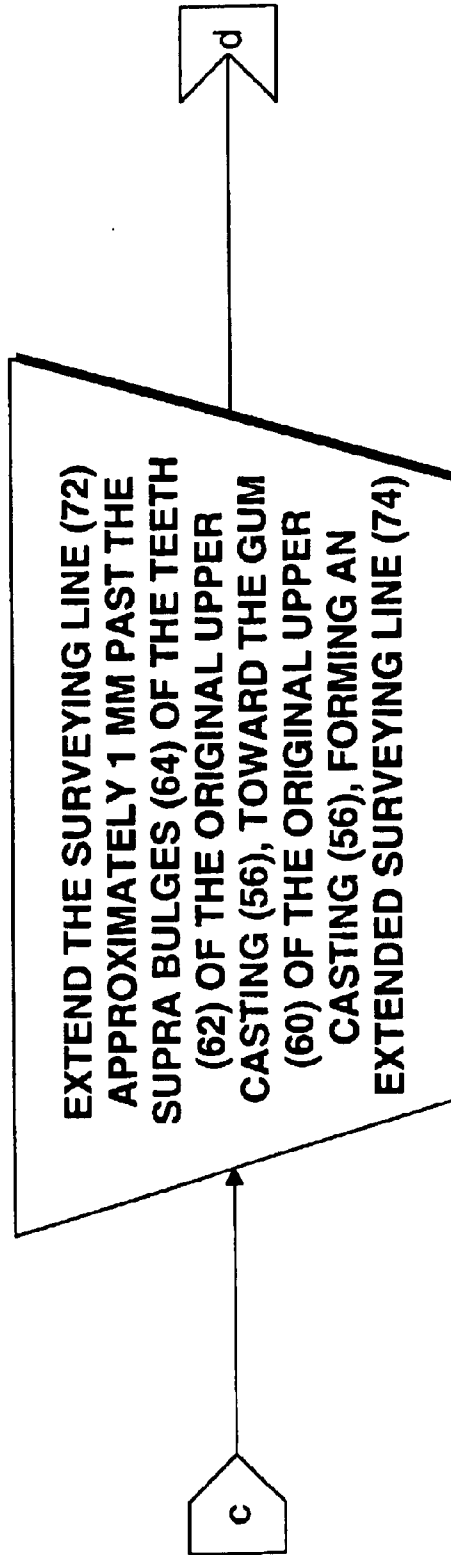 c
EXTEND THE SURVEYING LINE (72)
APPROXIMATELY 1 MM PAST THE
SUPRA BULGES (64) OF THE TEETH
(62) OF THE ORIGINAL UPPER
CASTING (56), TOWARD THE GUM
(60) OF THE ORIGINAL UPPER
CASTING (56), FORMING AN
EXTENDED SURVEYING LINE (74)
d